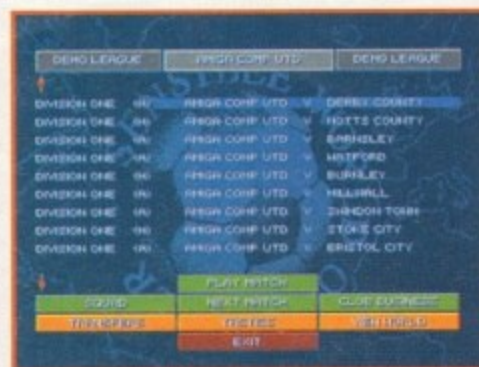 DEMO LEAGUE AMIGA COMP UTD DEMO LEAGUE
DIVISION ONE (H) AMIGA COMP UTD V DERBY COUNTY
DIVISION ONE (A) AMIGA COMP UTD V NOTTS COUNTY
DIVISION ONE (H) AMIGA COMP UTD V BARNSLEY
DIVISION ONE (A) AMIGA COMP UTD V WATFORD
DIVISION ONE (H) AMIGA COMP UTD V BURNLEY
DIVISION ONE (A) AMIGA COMP UTD V MILLWALL
DIVISION ONE (H) AMIGA COMP UTD V SWINDON TOWN
DIVISION ONE (A) AMIGA COMP UTD V STOKE CITY
DIVISION ONE (H) AMIGA COMP UTD V BRISTOL CITY
PLAY MATCH
SQUAD NEXT MATCH CLUB BUSINESS
TRANSFERS TACTICS VIEW WORLD
EXIT